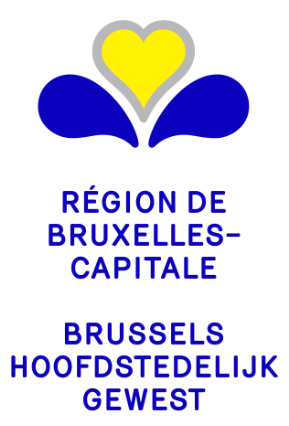 RÉGION DE
BRUXELLES-
CAPITALE
BRUSSELS
HOOFDSTEDELIJK
GEWEST